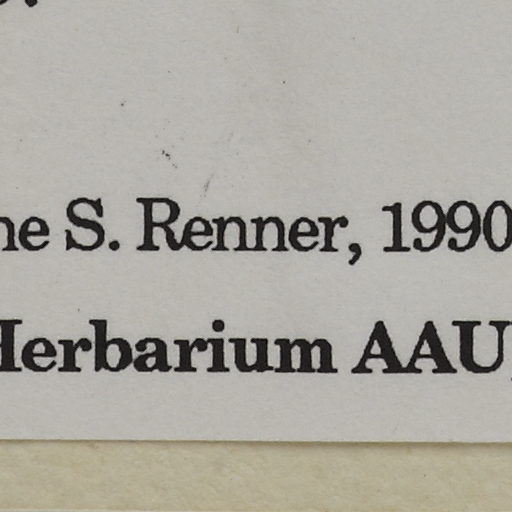 ne S. Renner, 1990
Herbarium AAU,